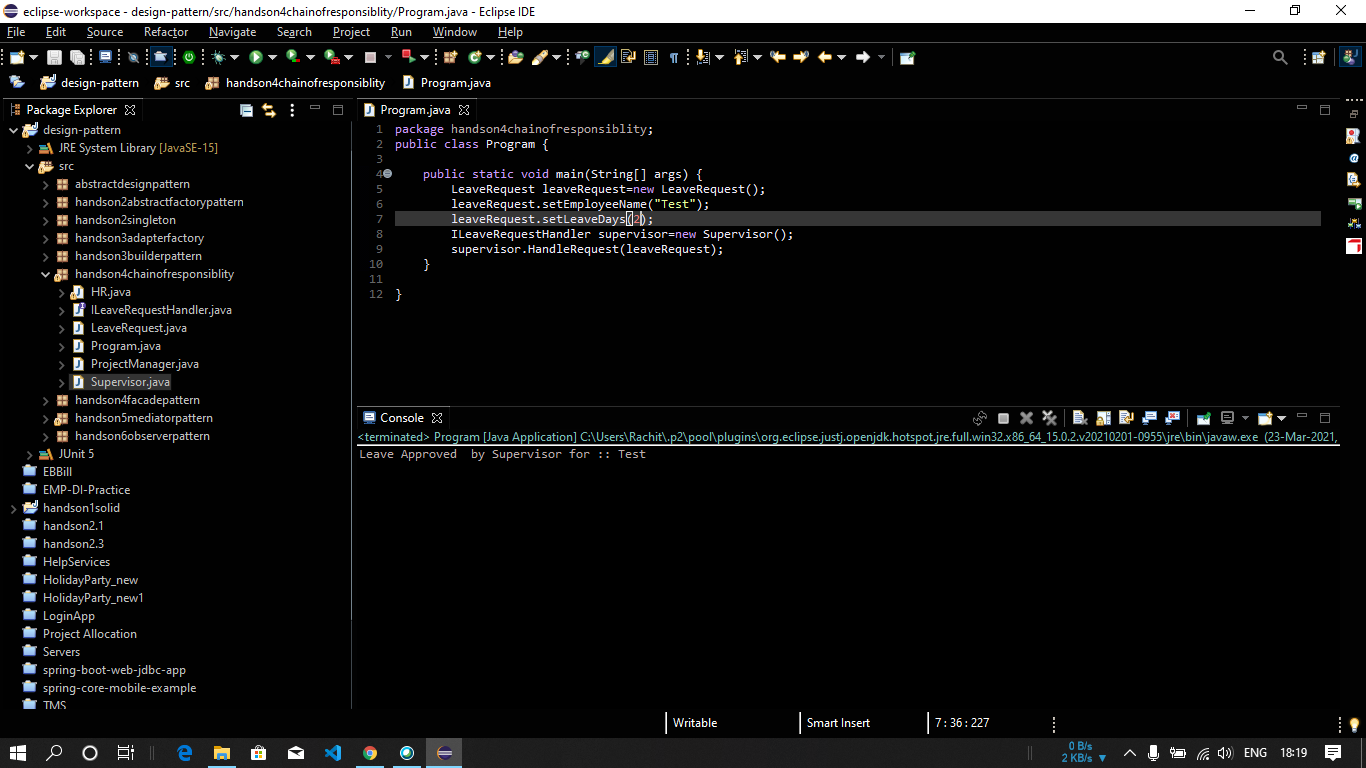 eclipse-workspace - design-pattern/src/handson4chainofresponsiblity/Program.java - Eclipse IDE
File Edit Source Refactor Navigate Search Project Run Window Help
design-pattern src handson4chainofresponsiblity Program.java
Package Explorer
design-pattern
JRE System Library [JavaSE-15]
src
abstractdesignpattern
handson2abstractfactorypattern
handson2singleton
handson3adapterfactory
handson3builderpattern
handson4chainofresponsiblity
HR.java
ILeaveRequestHandler.java
LeaveRequest.java
Program.java
ProjectManager.java
Supervisor.java
handson4facadepattern
handson5mediatorpattern
handson6observerpattern
JUnit 5
EBBill
EMP-DI-Practice
handson1solid
handson2.1
handson2.3
HelpServices
HolidayParty_new
HolidayParty_new1
LoginApp
Project Allocation
Servers
spring-boot-web-jdbc-app
spring-core-mobile-example
TMS
Program.java
1 package handson4chainofresponsiblity;
2 public class Program {
3
4 public static void main(String[] args) {
5 LeaveRequest leaveRequest=new LeaveRequest();
6 leaveRequest.setEmployeeName("Test");
7 leaveRequest.setLeaveDays(2);
8 ILeaveRequestHandler supervisor=new Supervisor();
9 supervisor.HandleRequest(leaveRequest);
10 }
11
12 }
Console
<terminated> Program [Java Application] C:\Users\Rachit\.p2\pool\plugins\org.eclipse.justj.openjdk.hotspot.jre.full.win32.x86_64_15.0.2.v20210201-0955\jre\bin\javaw.exe (23-Mar-2021,
Leave Approved  by Supervisor for :: Test
Writable Smart Insert 7 : 36 : 227
0 B/s
2 KB/s
ENG 18:19